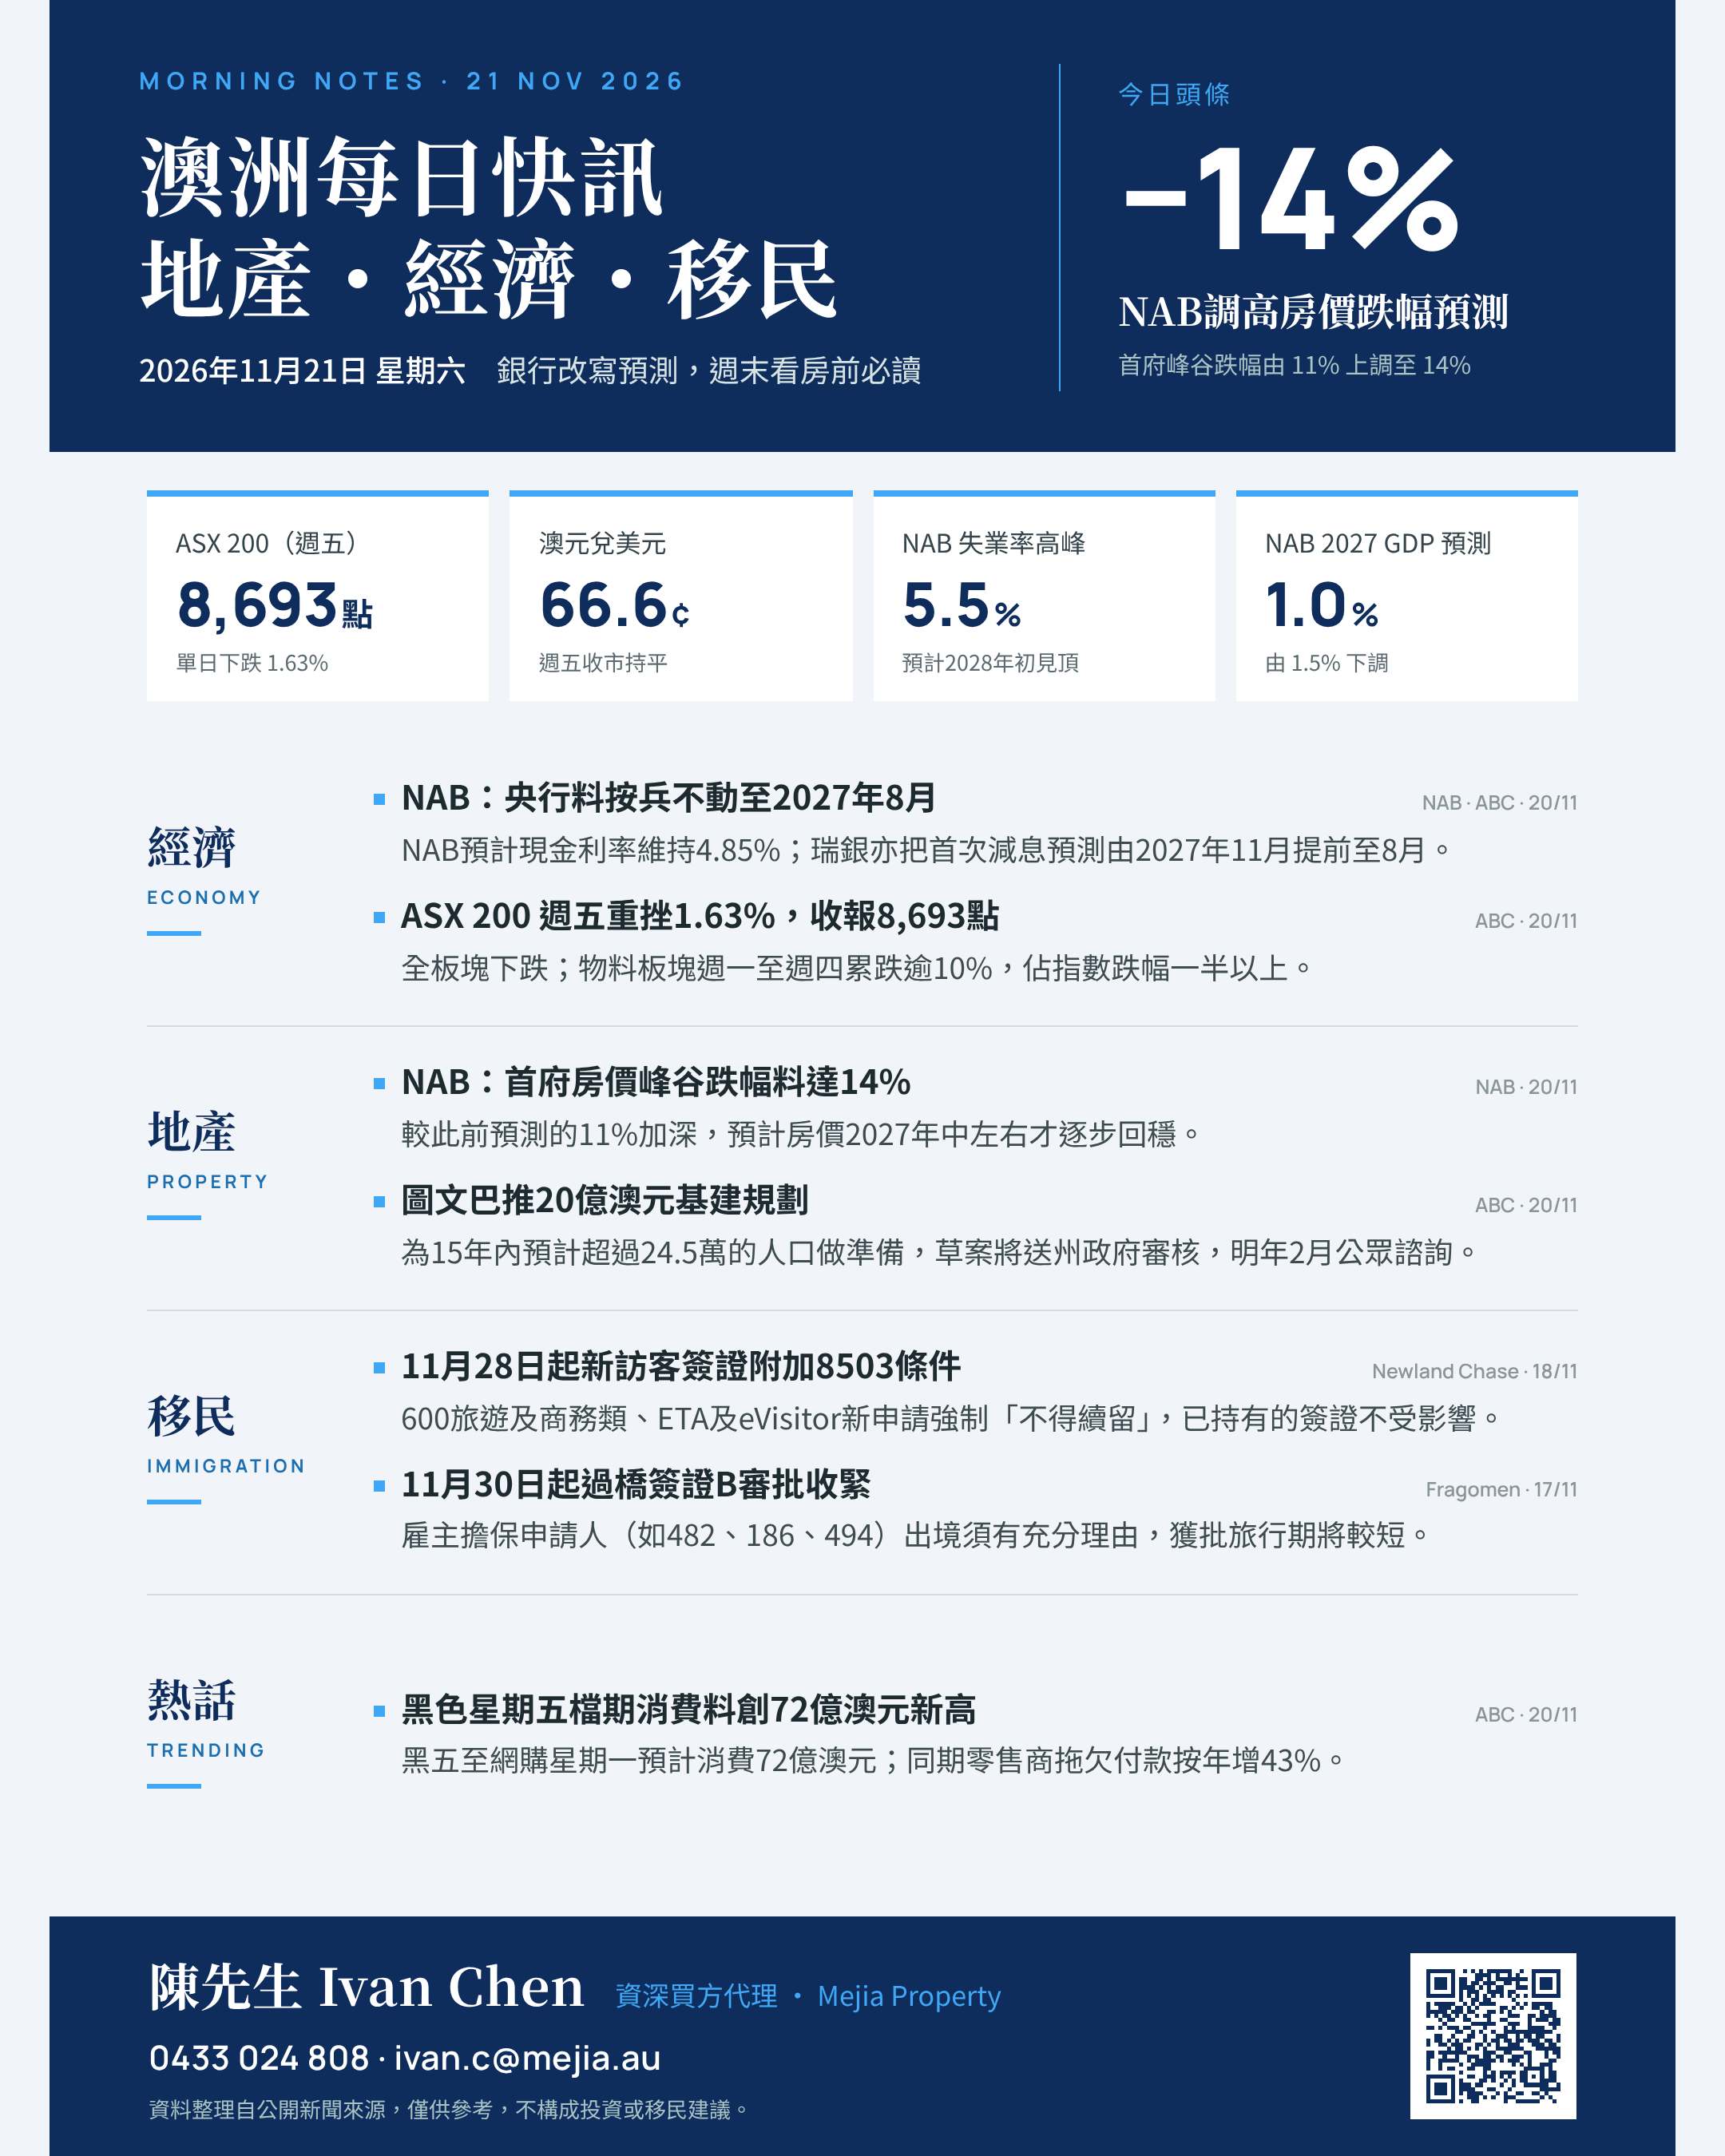 MORNING NOTES · 21 NOV 2026
澳洲每日快訊
地產・經濟・移民
2026年11月21日 星期六 銀行改寫預測，週末看房前必讀
今日頭條
-14%
NAB調高房價跌幅預測
首府峰谷跌幅由 11% 上調至 14%
ASX 200（週五）
8,693點
單日下跌 1.63%
澳元兌美元
66.6¢
週五收市持平
NAB 失業率高峰
5.5%
預計2028年初見頂
NAB 2027 GDP 預測
1.0%
由 1.5% 下調
經濟
ECONOMY
NAB：央行料按兵不動至2027年8月 NAB · ABC · 20/11
NAB預計現金利率維持4.85%；瑞銀亦把首次減息預測由2027年11月提前至8月。
ASX 200 週五重挫1.63%，收報8,693點 ABC · 20/11
全板塊下跌；物料板塊週一至週四累跌逾10%，佔指數跌幅一半以上。
地產
PROPERTY
NAB：首府房價峰谷跌幅料達14% NAB · 20/11
較此前預測的11%加深，預計房價2027年中左右才逐步回穩。
圖文巴推20億澳元基建規劃 ABC · 20/11
為15年內預計超過24.5萬的人口做準備，草案將送州政府審核，明年2月公眾諮詢。
移民
IMMIGRATION
11月28日起新訪客簽證附加8503條件 Newland Chase · 18/11
600旅遊及商務類、ETA及eVisitor新申請強制「不得續留」，已持有的簽證不受影響。
11月30日起過橋簽證B審批收緊 Fragomen · 17/11
雇主擔保申請人（如482、186、494）出境須有充分理由，獲批旅行期將較短。
熱話
TRENDING
黑色星期五檔期消費料創72億澳元新高 ABC · 20/11
黑五至網購星期一預計消費72億澳元；同期零售商拖欠付款按年增43%。
陳先生 Ivan Chen 資深買方代理 · Mejia Property
0433 024 808 · ivan.c@mejia.au
資料整理自公開新聞來源，僅供參考，不構成投資或移民建議。